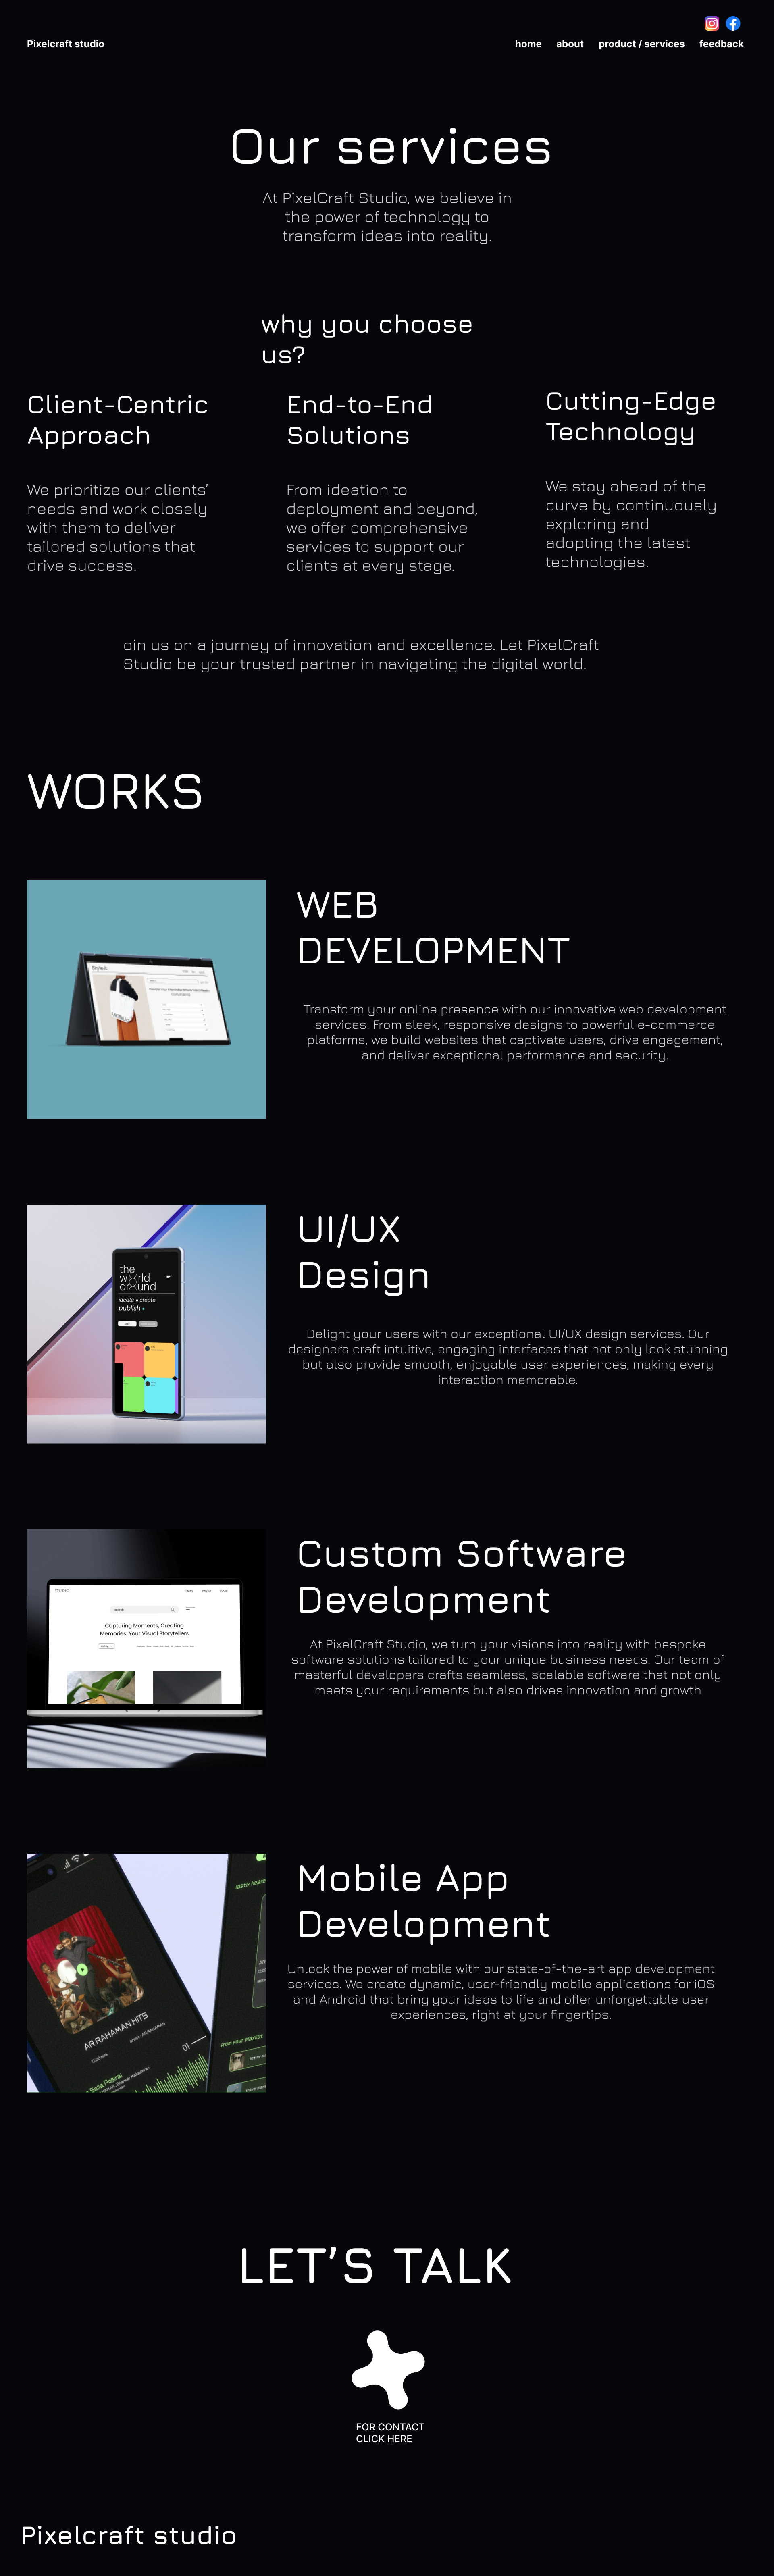 Pixelcraft studio
home about product / services feedback
Our services
At PixelCraft Studio, we believe in
the power of technology to
transform ideas into reality.
why you choose
us?
Client-Centric
Approach
We prioritize our clients’
needs and work closely
with them to deliver
tailored solutions that
drive success.
End-to-End
Solutions
From ideation to
deployment and beyond,
we offer comprehensive
services to support our
clients at every stage.
Cutting-Edge
Technology
We stay ahead of the
curve by continuously
exploring and
adopting the latest
technologies.
oin us on a journey of innovation and excellence. Let PixelCraft
Studio be your trusted partner in navigating the digital world.
WORKS
WEB
DEVELOPMENT
Transform your online presence with our innovative web development
services. From sleek, responsive designs to powerful e-commerce
platforms, we build websites that captivate users, drive engagement,
and deliver exceptional performance and security.
the
world
around
ideate • create
publish •
UI/UX
Design
Delight your users with our exceptional UI/UX design services. Our
designers craft intuitive, engaging interfaces that not only look stunning
but also provide smooth, enjoyable user experiences, making every
interaction memorable.
home service about
search
Capturing Moments, Creating
Memories: Your Visual Storytellers
Custom Software
Development
At PixelCraft Studio, we turn your visions into reality with bespoke
software solutions tailored to your unique business needs. Our team of
masterful developers crafts seamless, scalable software that not only
meets your requirements but also drives innovation and growth
lastly heare
AR RAHAMAN HITS
01
from your playlist
Mobile App
Development
Unlock the power of mobile with our state-of-the-art app development
services. We create dynamic, user-friendly mobile applications for iOS
and Android that bring your ideas to life and offer unforgettable user
experiences, right at your fingertips.
LET’S TALK
FOR CONTACT
CLICK HERE
Pixelcraft studio